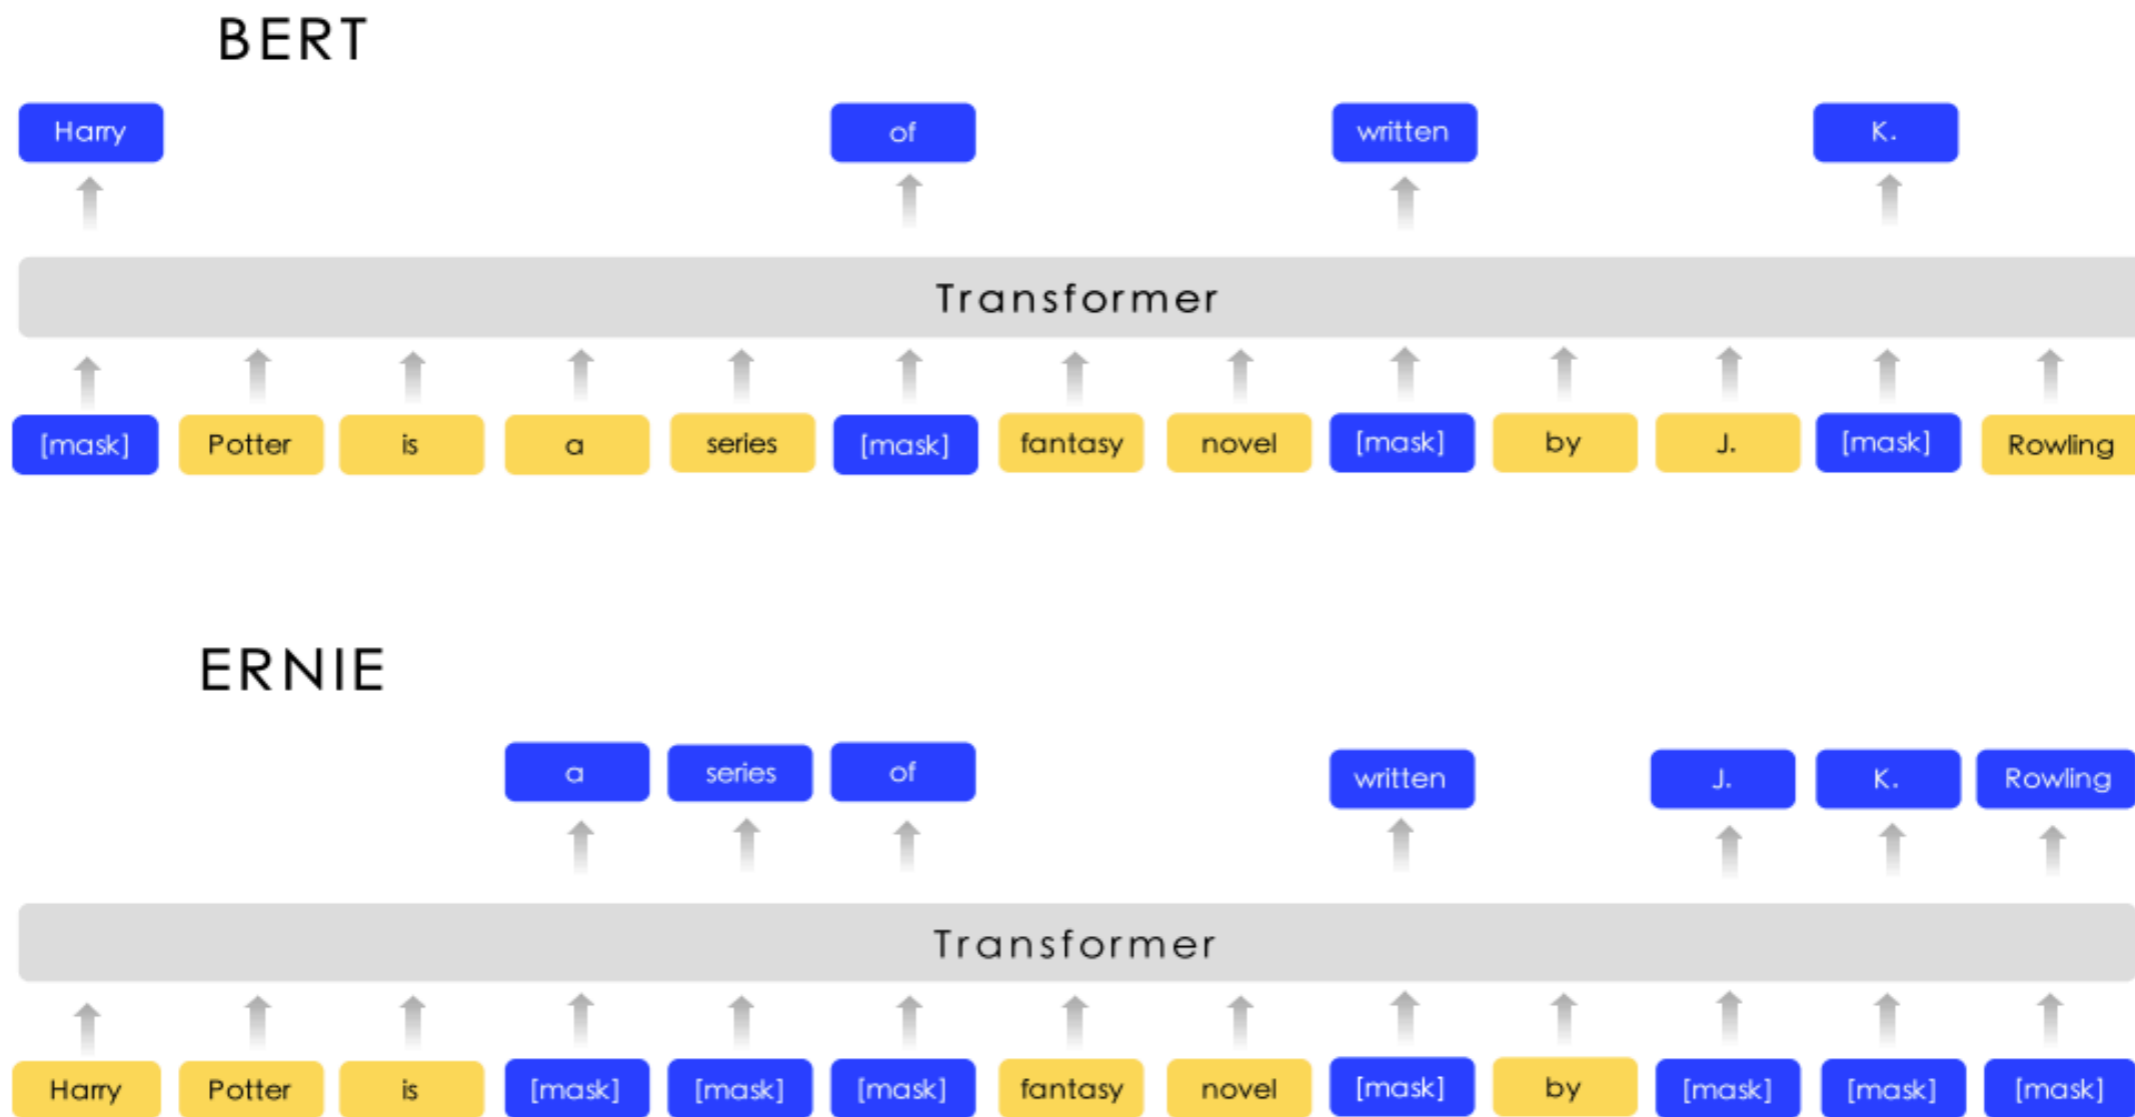 BERT
Harry of written K.
Transformer
[mask] Potter is a series [mask] fantasy novel [mask] by J. [mask] Rowling
ERNIE
a series of written J. K. Rowling
Transformer
Harry Potter is [mask] [mask] [mask] fantasy novel [mask] by [mask] [mask] [mask]